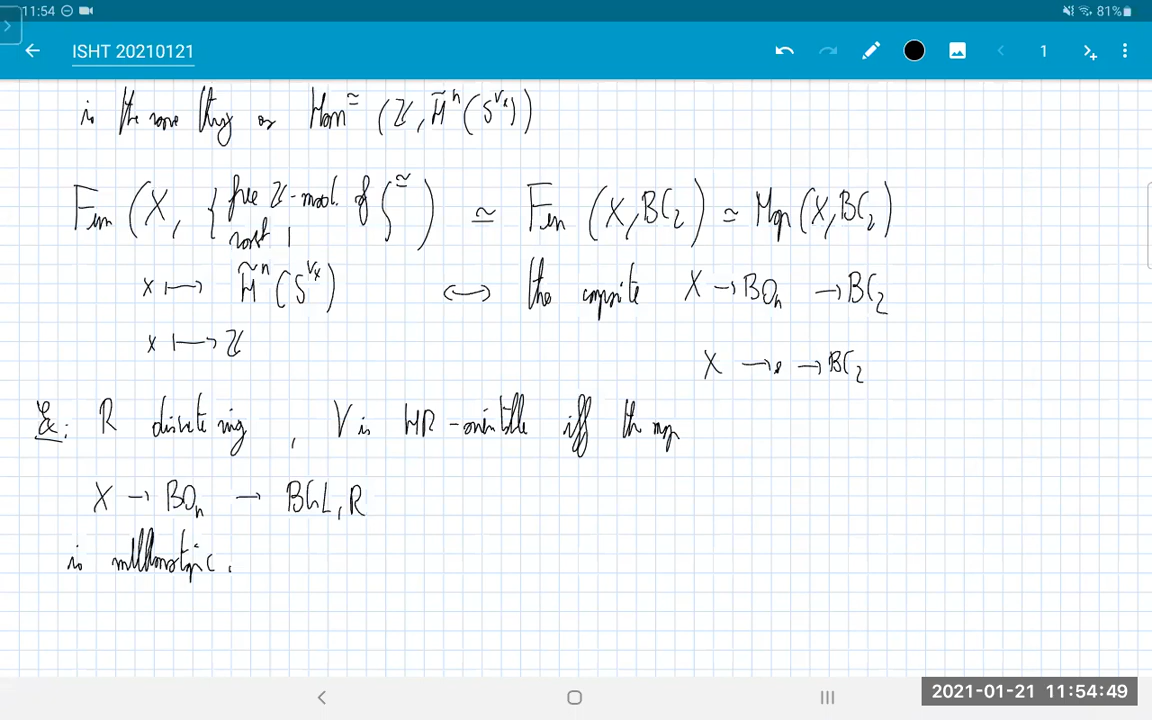 11:54
81%
ISHT 20210121
1
is the same thing as Hom^≃ (ℤ, H̃^n (S^{V_x}))
Fun (X, { free ℤ-mod. of rank 1 }^≃ ) ≃ Fun (X, BC_2) ≃ Map (X, BC_2)
x ↦ H̃^n (S^{V_x}) ↔ the composite X → BO_n → BC_2
x ↦ ℤ X → * → BC_2
Ex: R discrete ring, V is HR-orientble iff the map
X → BO_n → BGL_1 R
is nullhomotopic.
2021-01-21 11:54:49